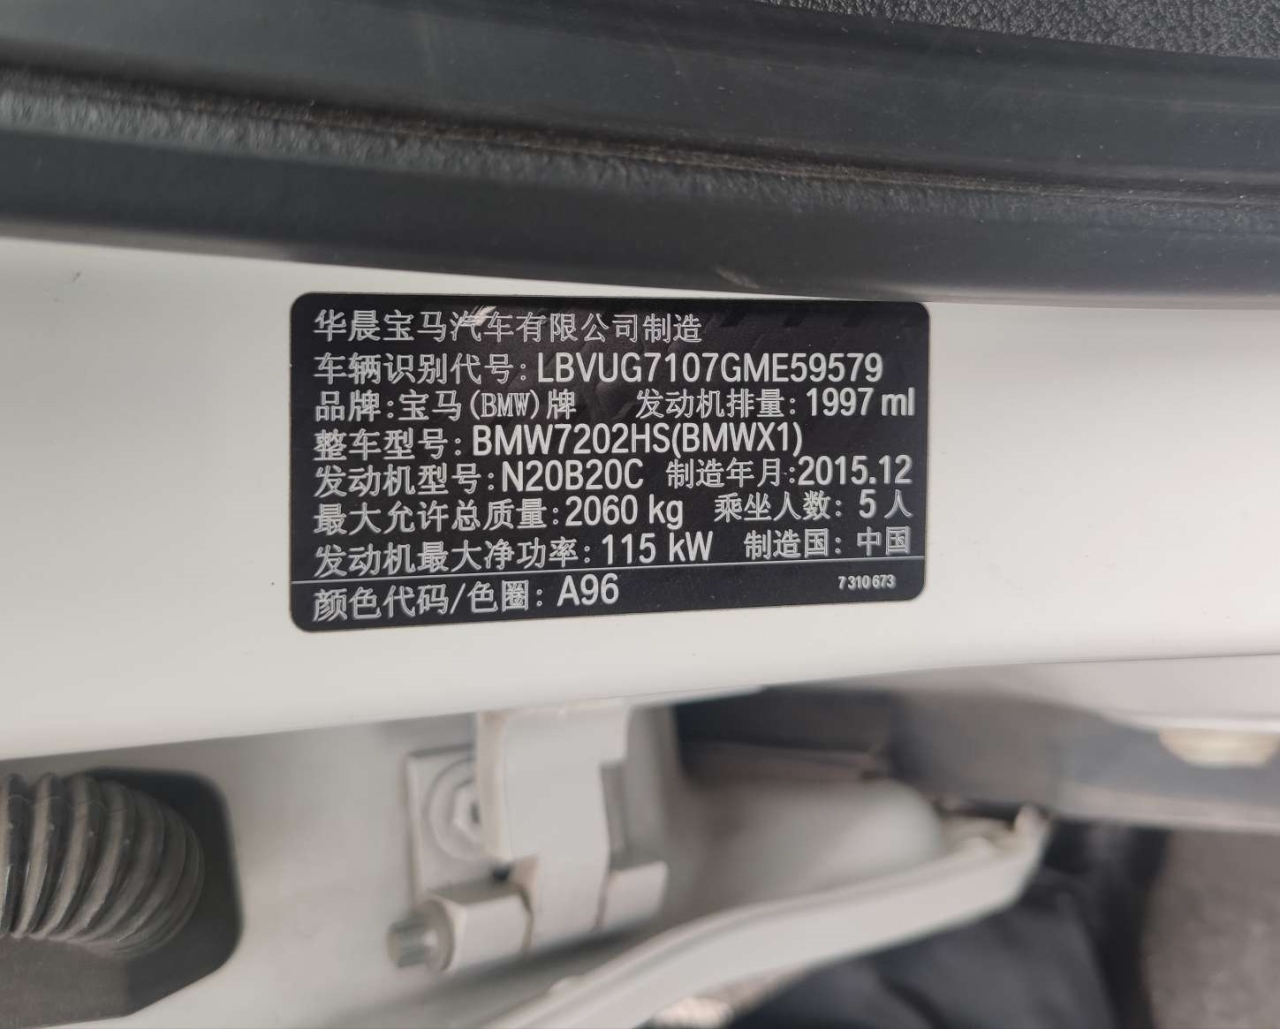 华晨宝马汽车有限公司制造
车辆识别代号: LBVUG7107GME59579
品牌:宝马(BMW)牌 发动机排量: 1997 ml
整车型号: BMW7202HS(BMWX1)
发动机型号: N20B20C 制造年月:2015.12
最大允许总质量: 2060 kg 乘坐人数: 5 人
发动机最大净功率: 115 kW 制造国: 中国
颜色代码/色圈: A96 7 310 673